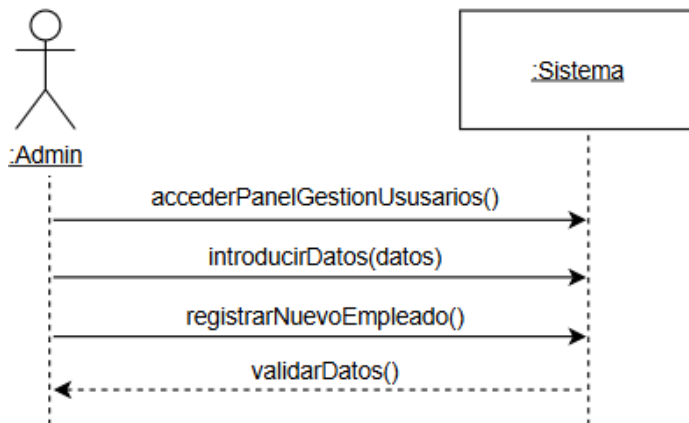 :Sistema
:Admin
accederPanelGestionUsusarios()
introducirDatos(datos)
registrarNuevoEmpleado()
validarDatos()